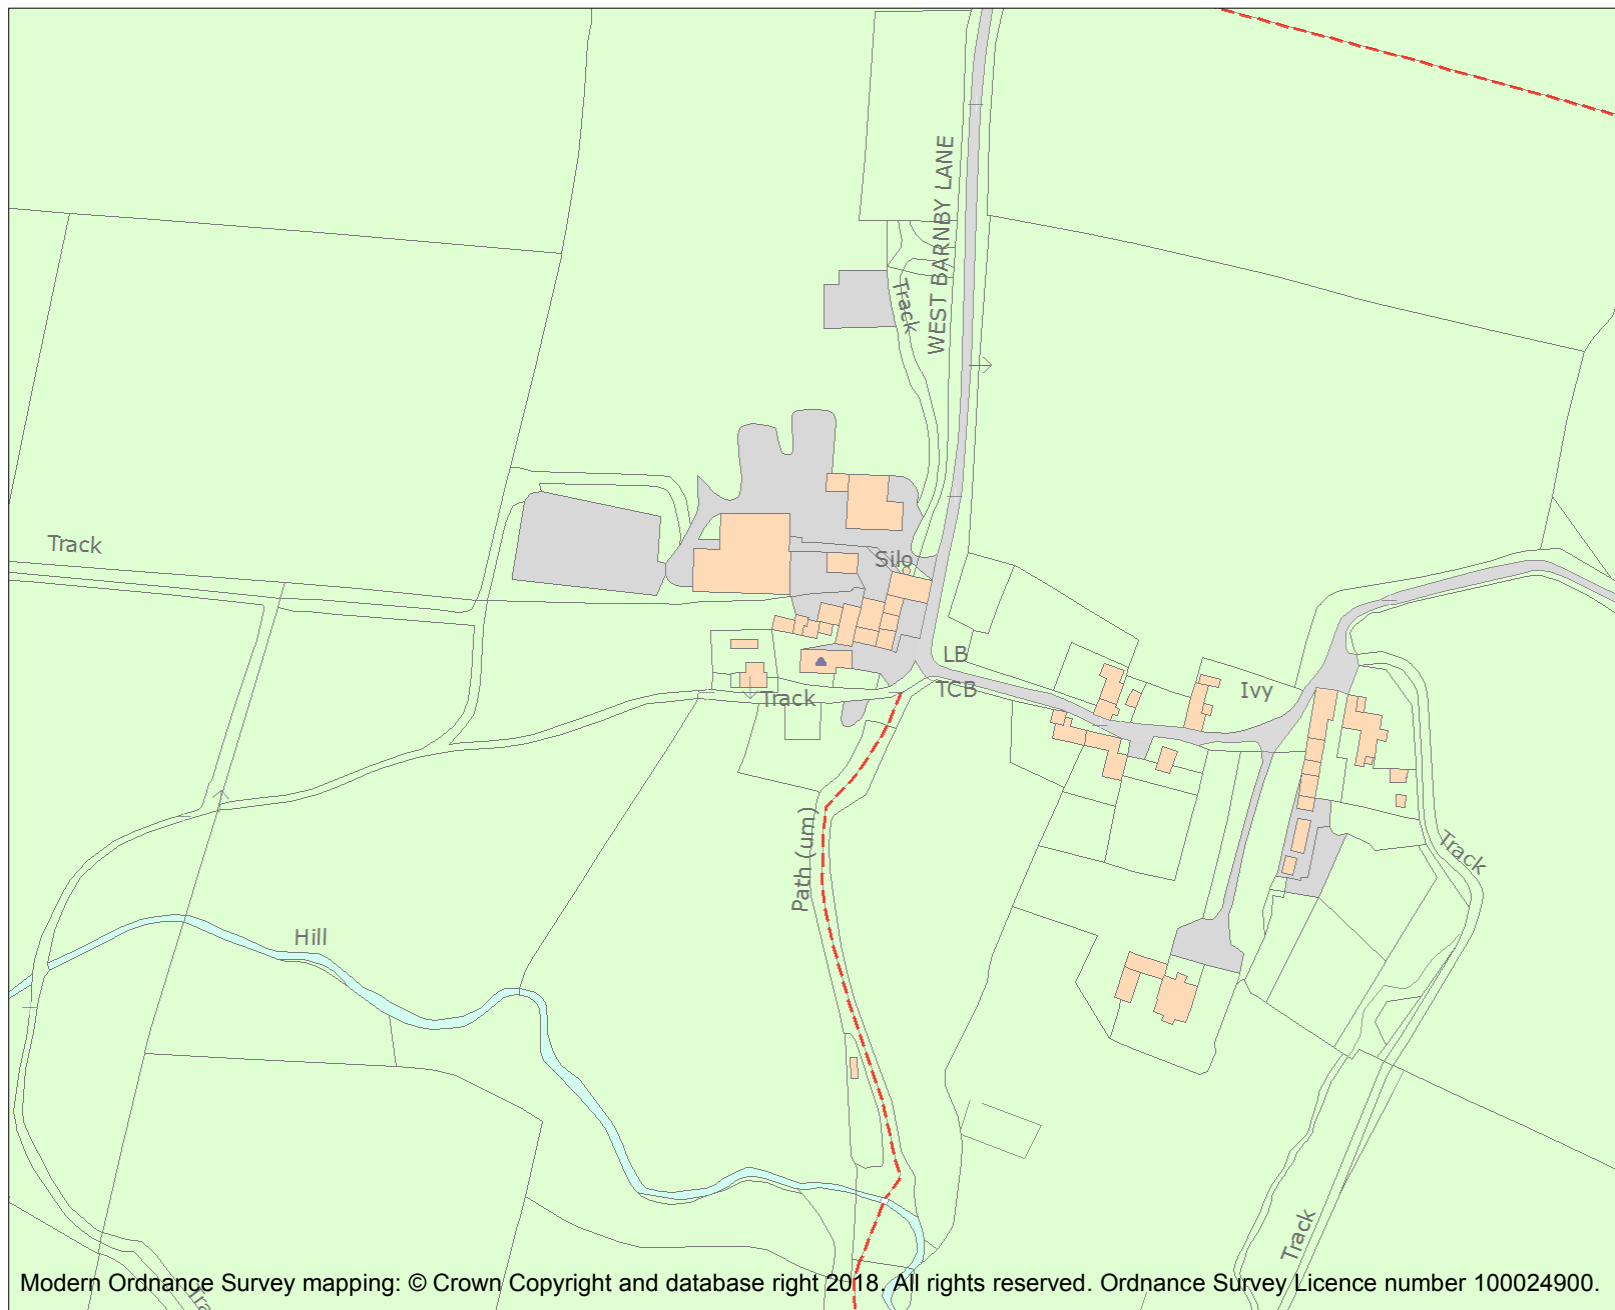 WEST BARNBY LANE
Track
Track
Silo
LB
TCB
Track
Ivy
Path (um)
Track
Hill
Track
Modern Ordnance Survey mapping: © Crown Copyright and database right 2018. All rights reserved. Ordnance Survey Licence number 100024900.